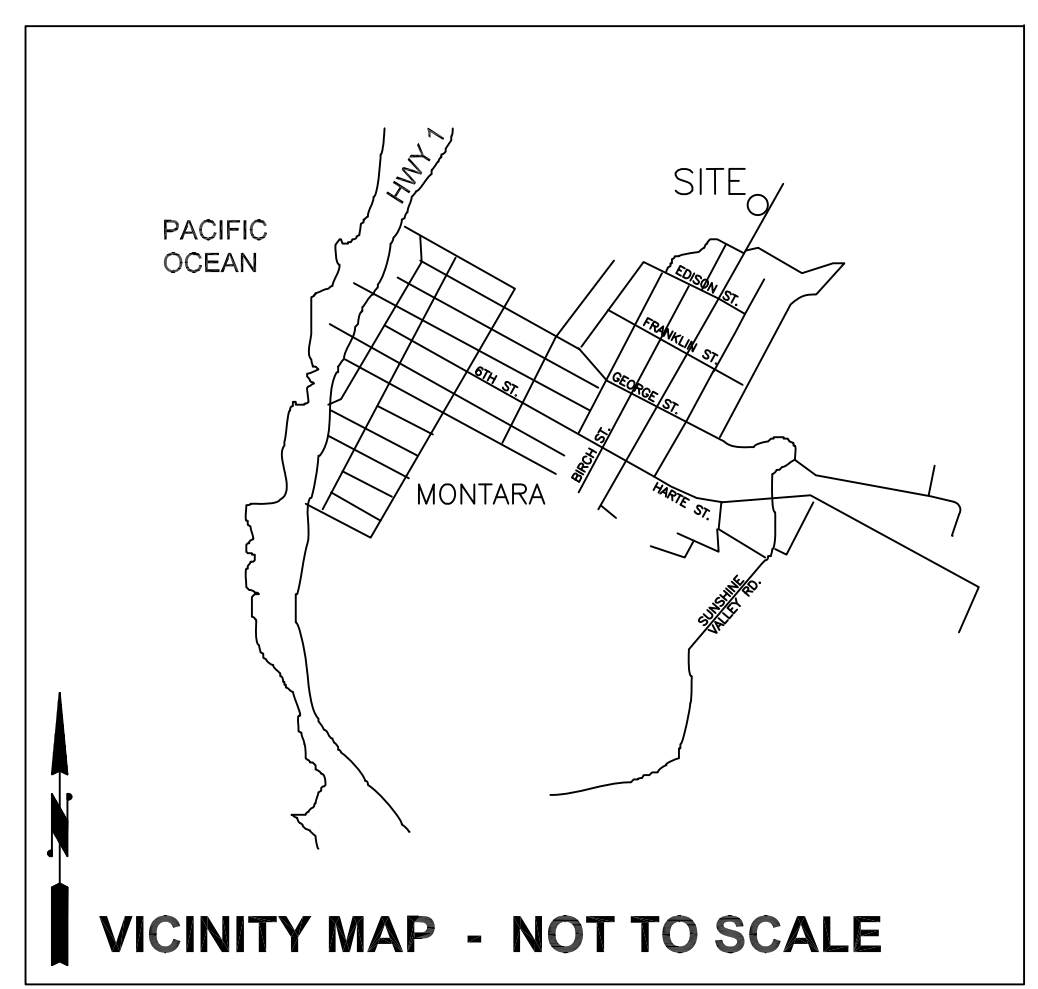 HWY 1
SITE
PACIFIC
OCEAN
EDISON ST.
FRANKLIN ST.
6TH ST.
GEORGE ST.
BIRCH ST.
MONTARA
HARTE ST.
SUNSHINE
VALLEY RD.
N
VICINITY MAP - NOT TO SCALE